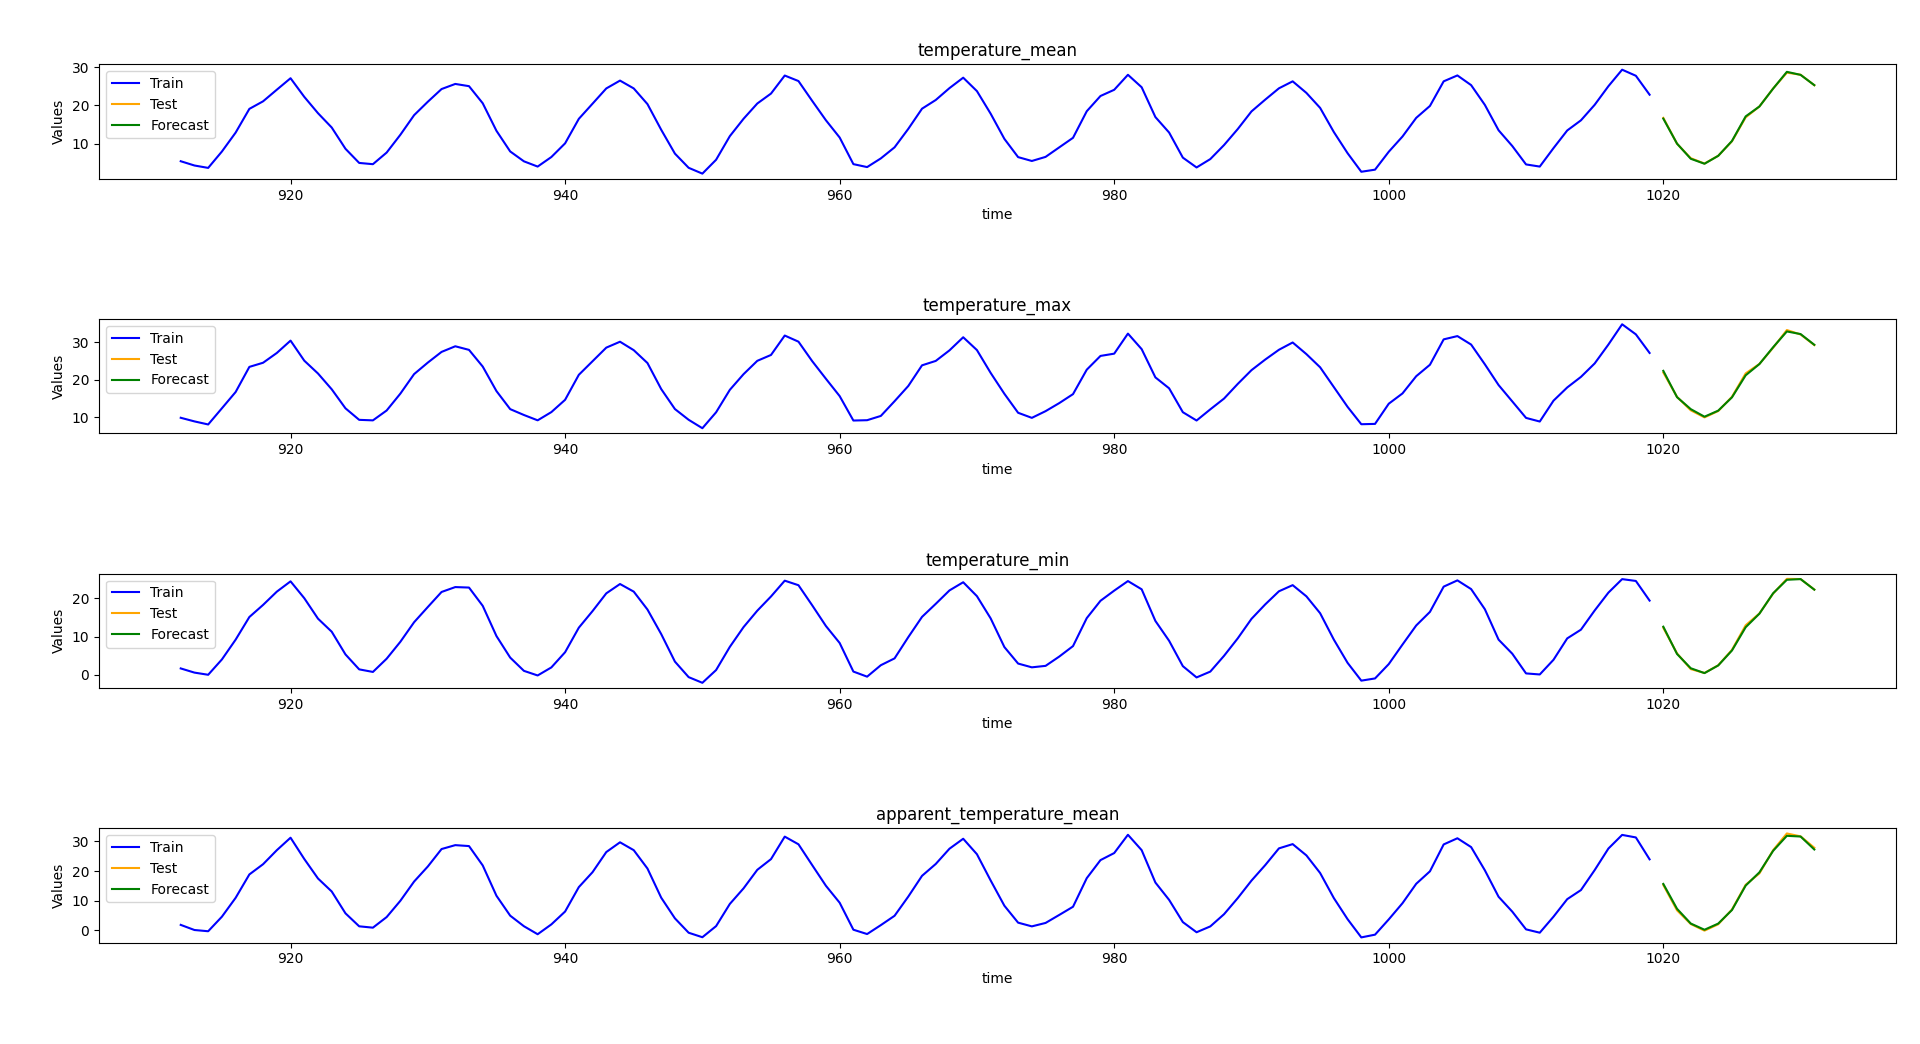 temperature_mean
30
20
10
Values
Train
Test
Forecast
920 940 960 980 1000 1020
time
temperature_max
30
20
10
Values
Train
Test
Forecast
920 940 960 980 1000 1020
time
temperature_min
20
10
0
Values
Train
Test
Forecast
920 940 960 980 1000 1020
time
apparent_temperature_mean
30
20
10
0
Values
Train
Test
Forecast
920 940 960 980 1000 1020
time